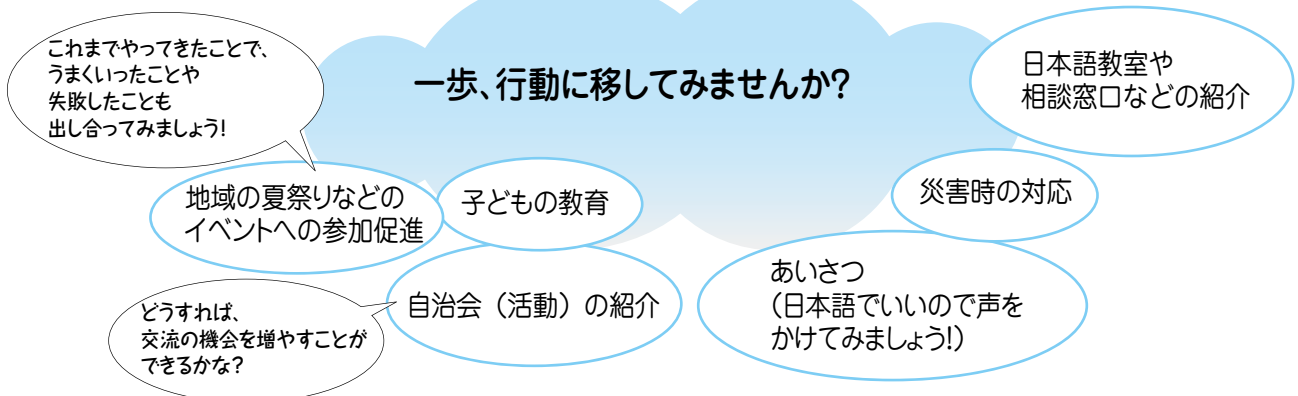 一歩、行動に移してみませんか?
これまでやってきたことで、
うまくいったことや
失敗したことも
出し合ってみましょう!
日本語教室や
相談窓口などの紹介
地域の夏祭りなどの
イベントへの参加促進
子どもの教育
災害時の対応
自治会（活動）の紹介
あいさつ
（日本語でいいので声を
かけてみましょう!）
どうすれば、
交流の機会を増やすことが
できるかな?